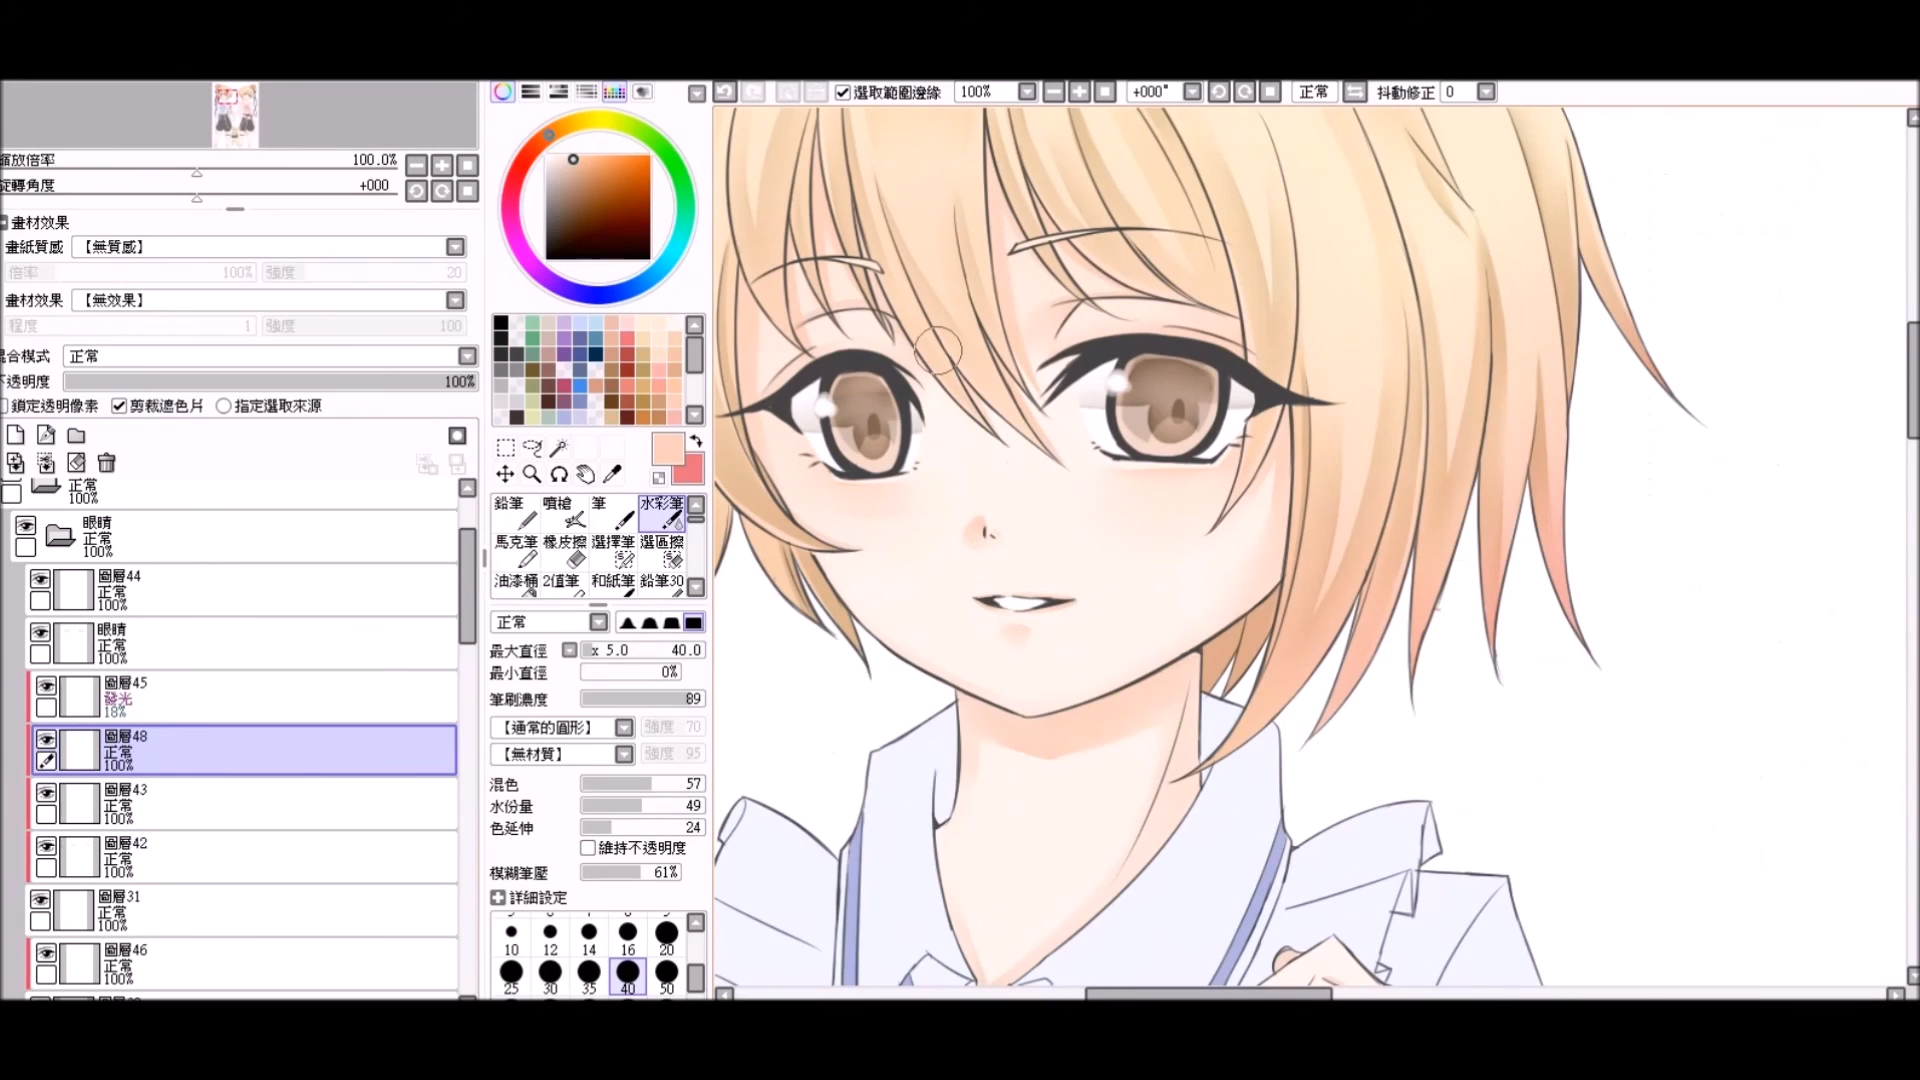 選取範圍邊緣 100% +000° 正常 抖動修正 0
縮放倍率 100.0%
旋轉角度 +000
畫材效果
畫紙質感 【無質感】
倍率 100% 強度 20
畫材效果 【無效果】
程度 1 強度 100
混合模式 正常
不透明度 100%
鎖定透明像素 剪裁遮色片 指定選取來源
正常
100%
眼睛
正常
100%
圖層44
正常
100%
眼睛
正常
100%
圖層45
發光
18%
圖層48
正常
100%
圖層43
正常
100%
圖層42
正常
100%
圖層31
正常
100%
圖層46
正常
100%
鉛筆 噴槍 筆 水彩筆
馬克筆 橡皮擦 選擇筆 選區擦
油漆桶 2值筆 和紙筆 鉛筆30
正常
最大直徑 x 5.0 40.0
最小直徑 0%
筆刷濃度 89
【通常的圓形】 強度 70
【無材質】 強度 95
混色 57
水份量 49
色延伸 24
維持不透明度
模糊筆壓 61%
詳細設定
10 12 14 16 20
25 30 35 40 50